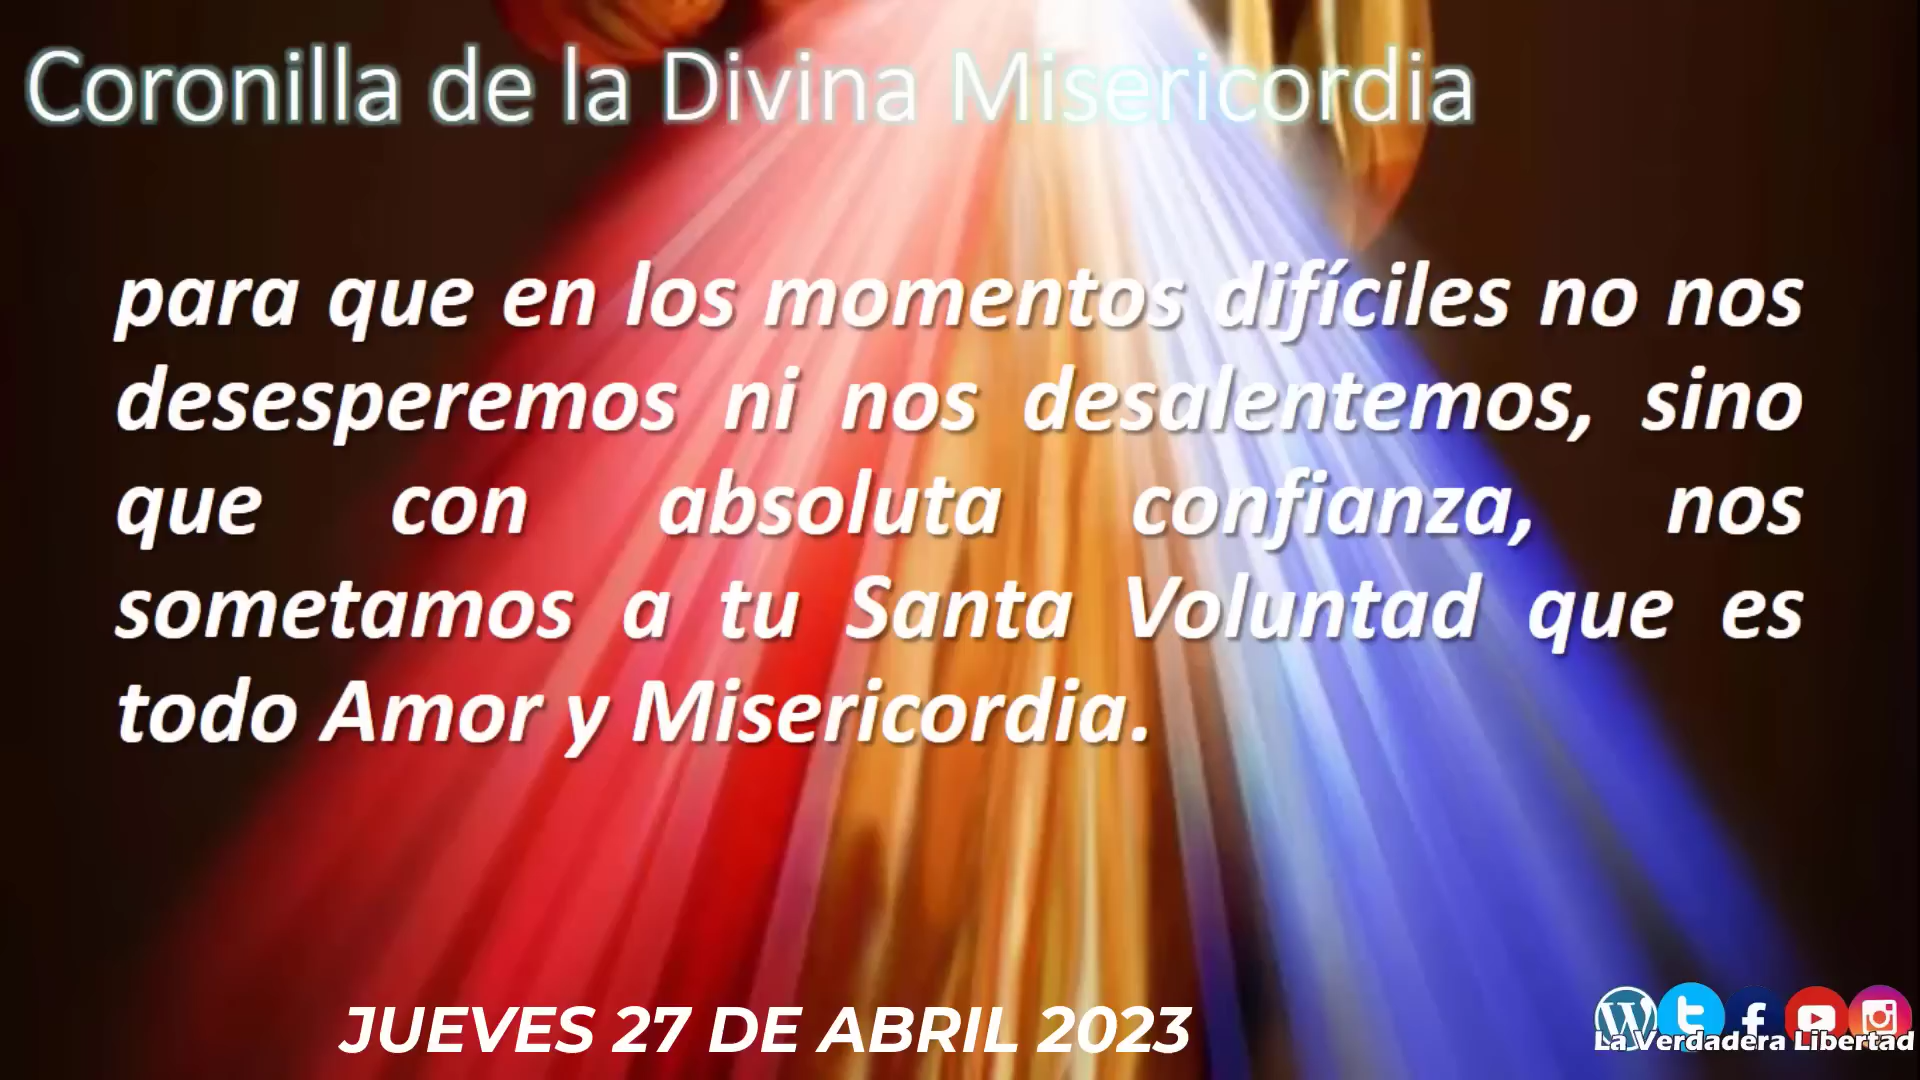 Coronilla de la Divina Misericordia
para que en los momentos difíciles no nos
desesperemos ni nos desalentemos, sino
que con absoluta confianza, nos
sometamos a tu Santa Voluntad que es
todo Amor y Misericordia.
JUEVES 27 DE ABRIL 2023
La Verdadera Libertad